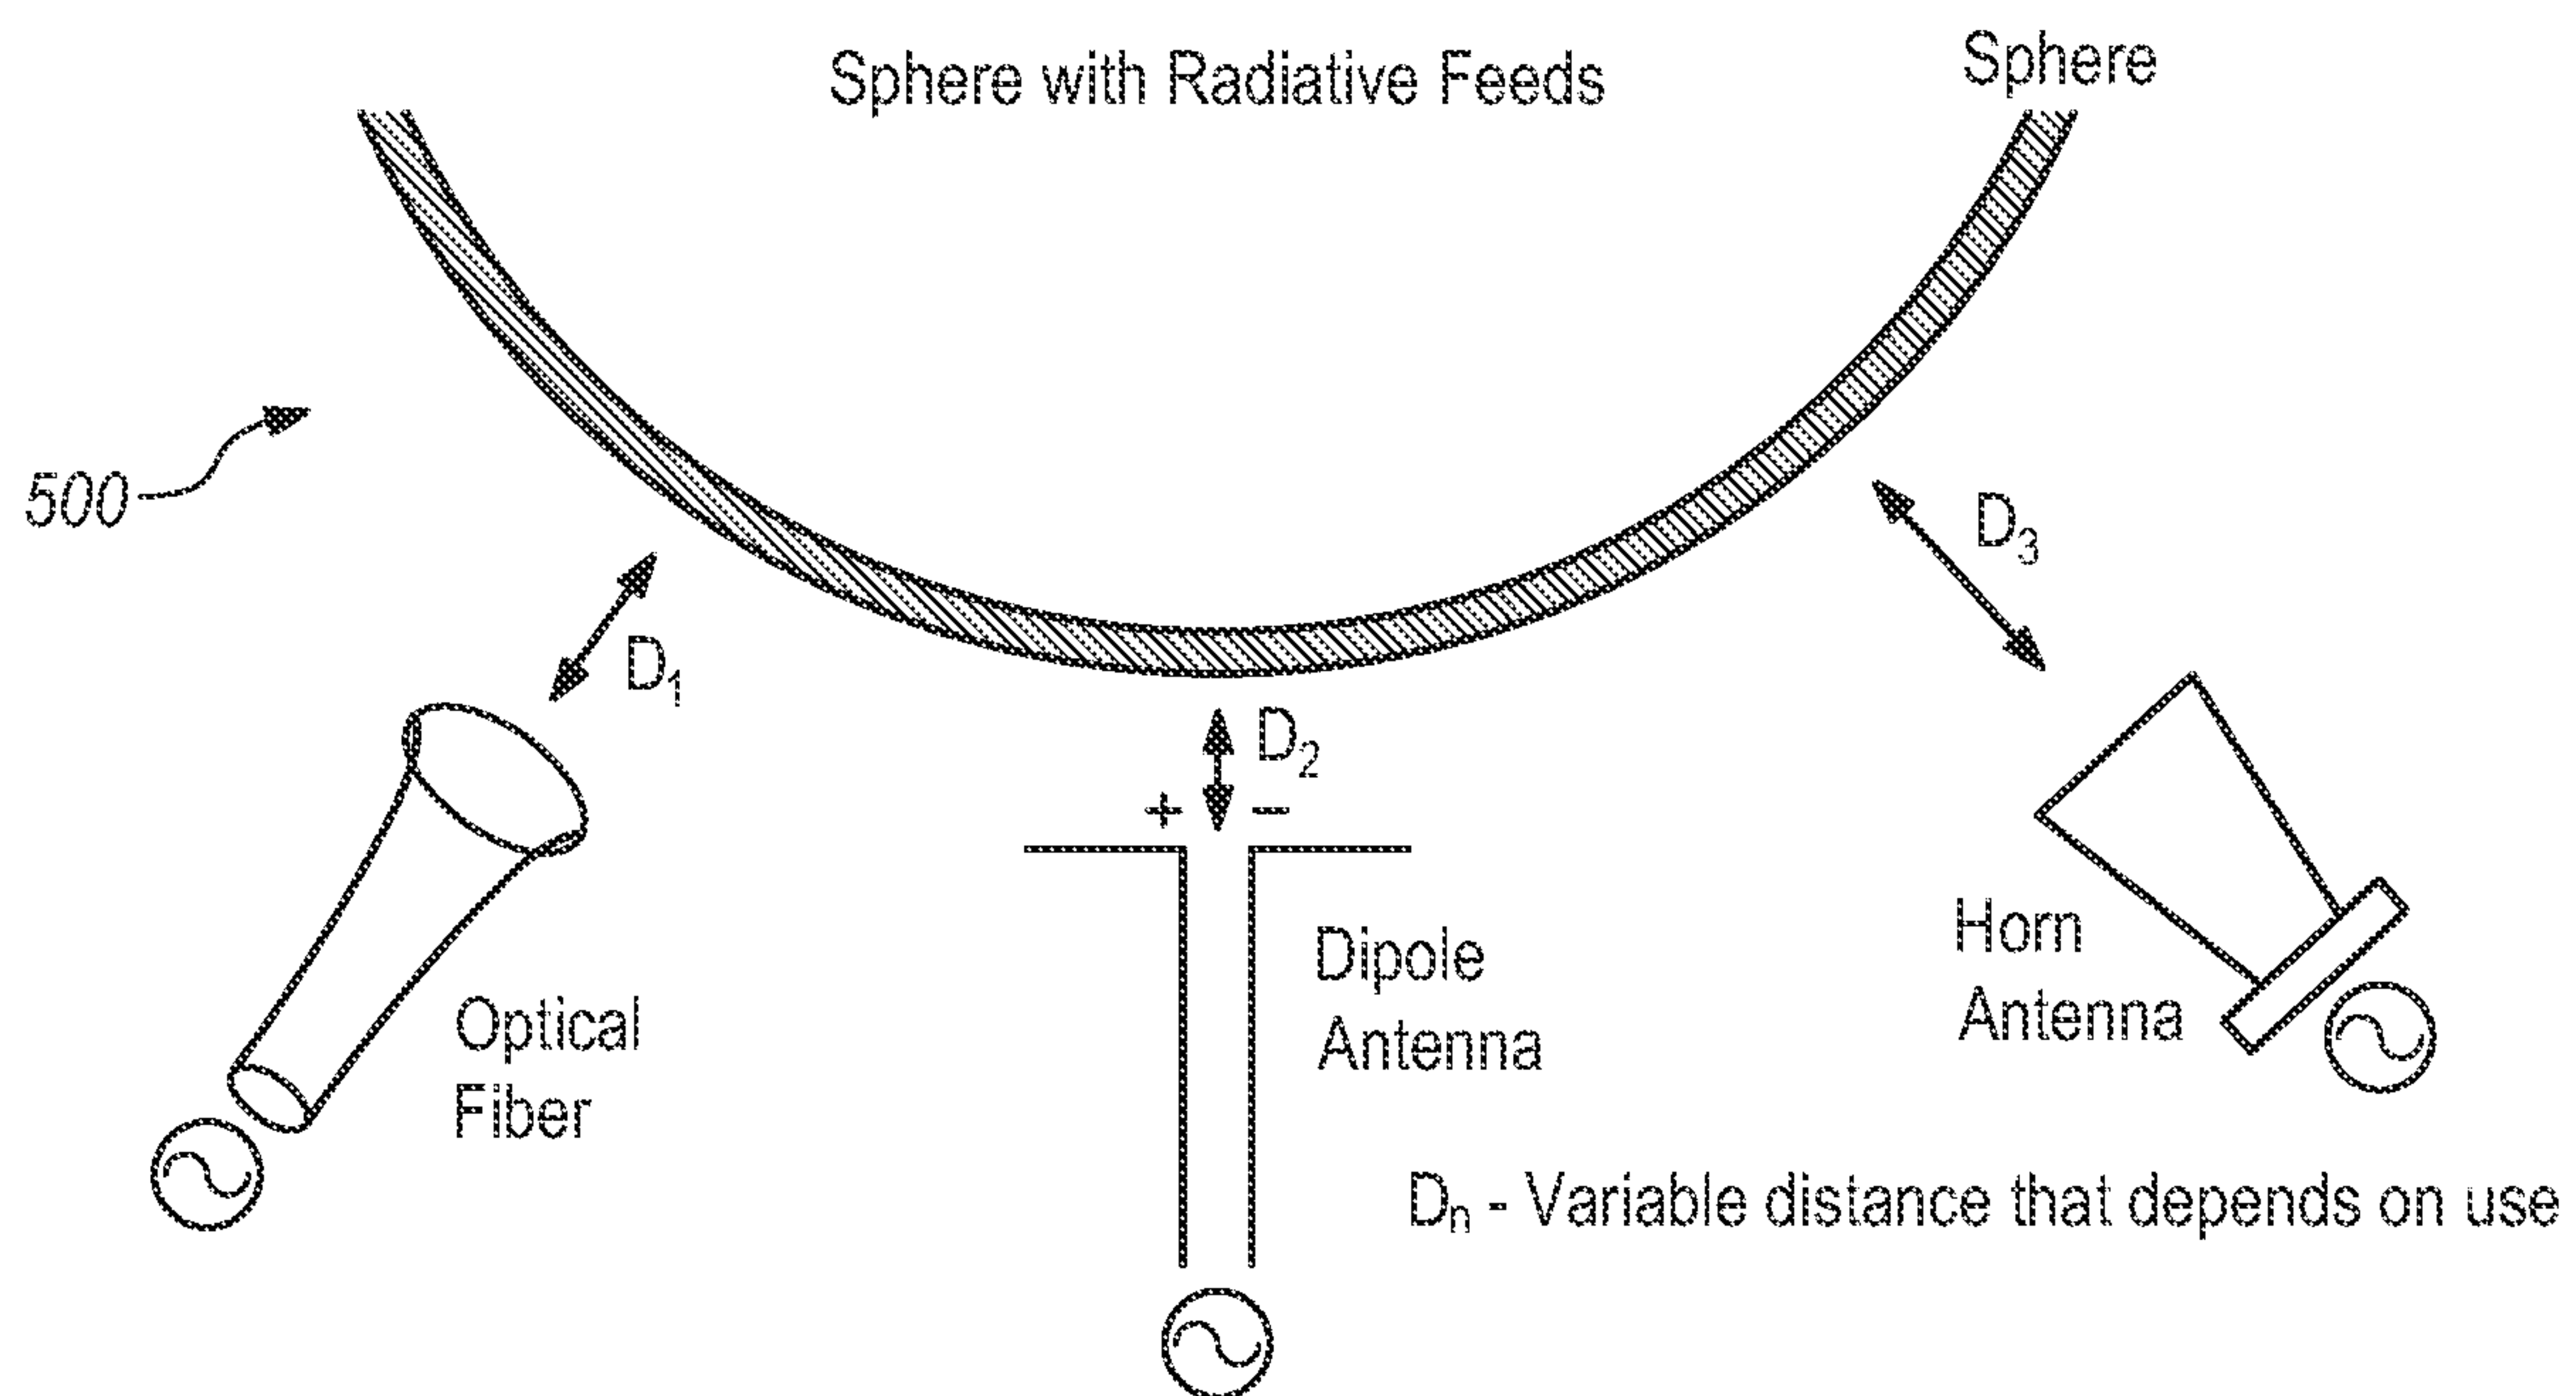 Sphere with Radiative Feeds
Sphere
500
D₁
D₂
D₃
+ −
Optical
Fiber
Dipole
Antenna
Horn
Antenna
Dₙ - Variable distance that depends on use